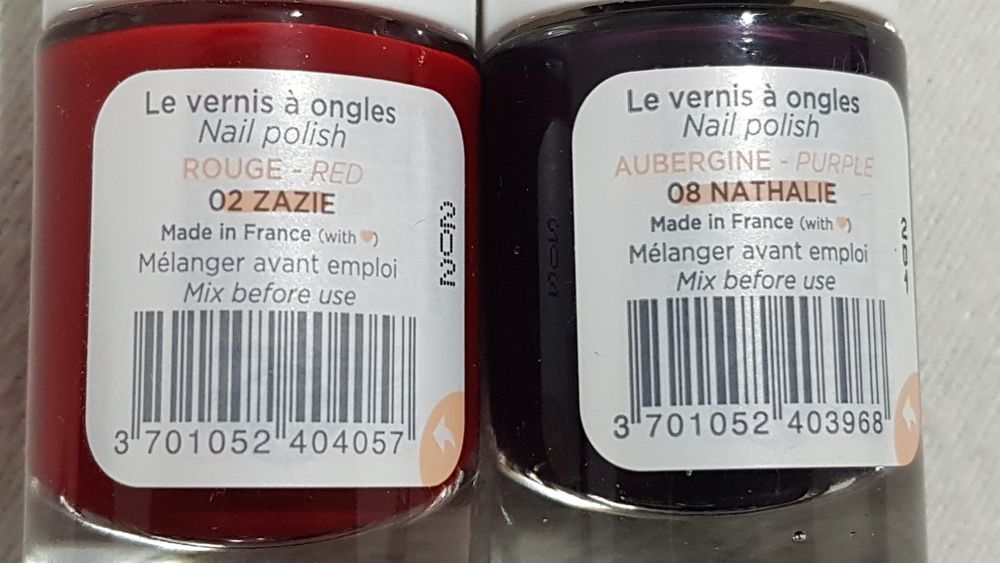 Le vernis à ongles
Nail polish
ROUGE - RED
02 ZAZIE
Made in France (with ♥)
Mélanger avant emploi
Mix before use
3 701052 404057
Le vernis à ongles
Nail polish
AUBERGINE - PURPLE
08 NATHALIE
Made in France (with ♥)
Mélanger avant emploi
Mix before use
3 701052 403968
201